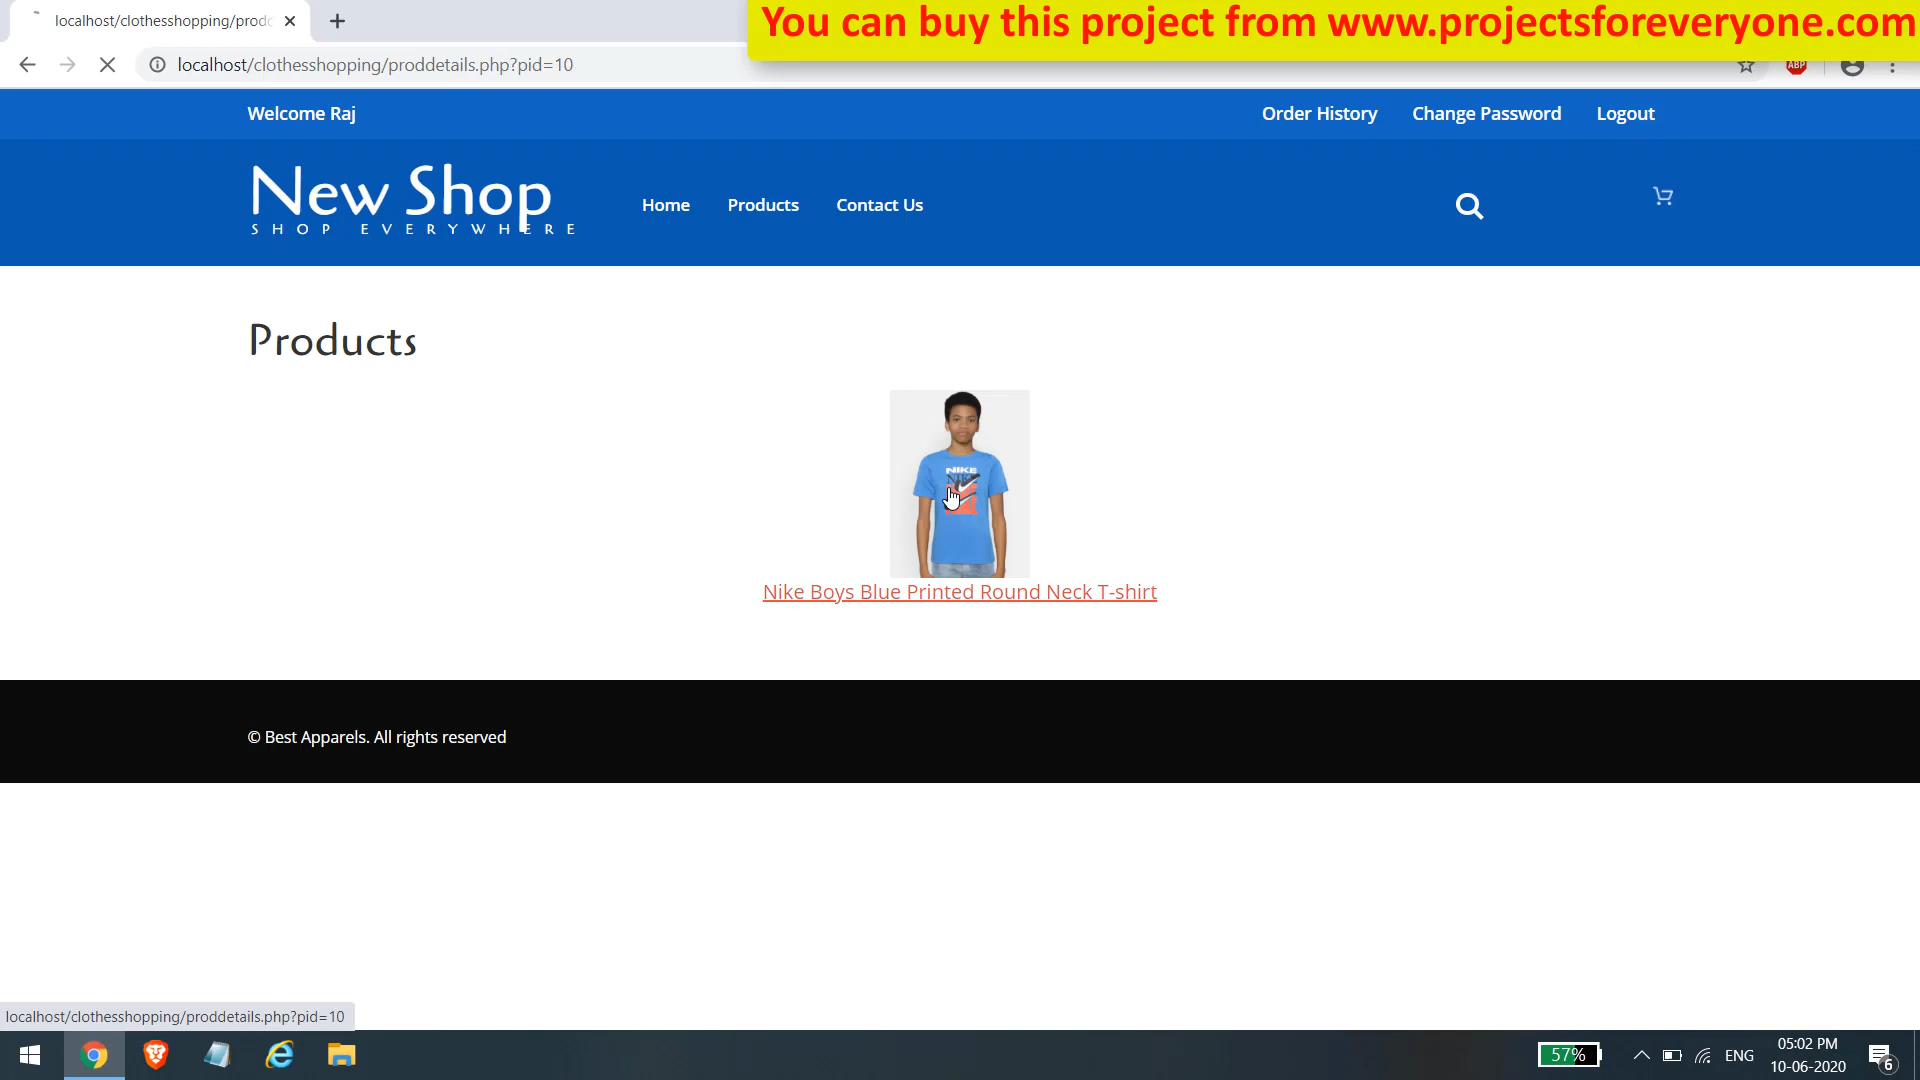 localhost/clothesshopping/prodd
You can buy this project from www.projectsforeveryone.com
localhost/clothesshopping/proddetails.php?pid=10
ABP
Welcome Raj
Order History
Change Password
Logout
New Shop
SHOP EVERYWHERE
Home
Products
Contact Us
Products
NIKE
Nike Boys Blue Printed Round Neck T-shirt
© Best Apparels. All rights reserved
localhost/clothesshopping/proddetails.php?pid=10
57%
ENG
05:02 PM
10-06-2020
6